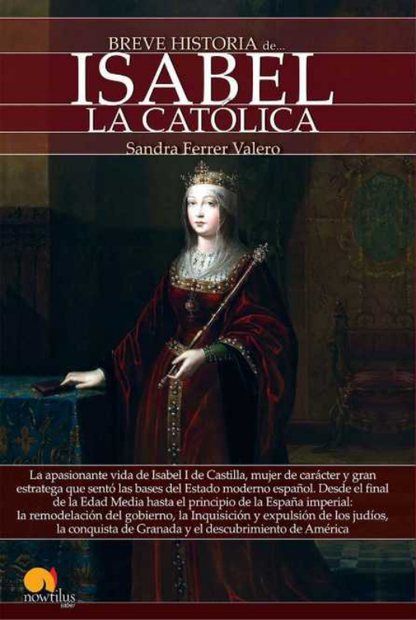 BREVE HISTORIA de...
ISABEL
LA CATÓLICA
Sandra Ferrer Valero
La apasionante vida de Isabel I de Castilla, mujer de carácter y gran
estratega que sentó las bases del Estado moderno español. Desde el final
de la Edad Media hasta el principio de la España imperial:
la remodelación del gobierno, la Inquisición y expulsión de los judíos,
la conquista de Granada y el descubrimiento de América
nowtilus
saber